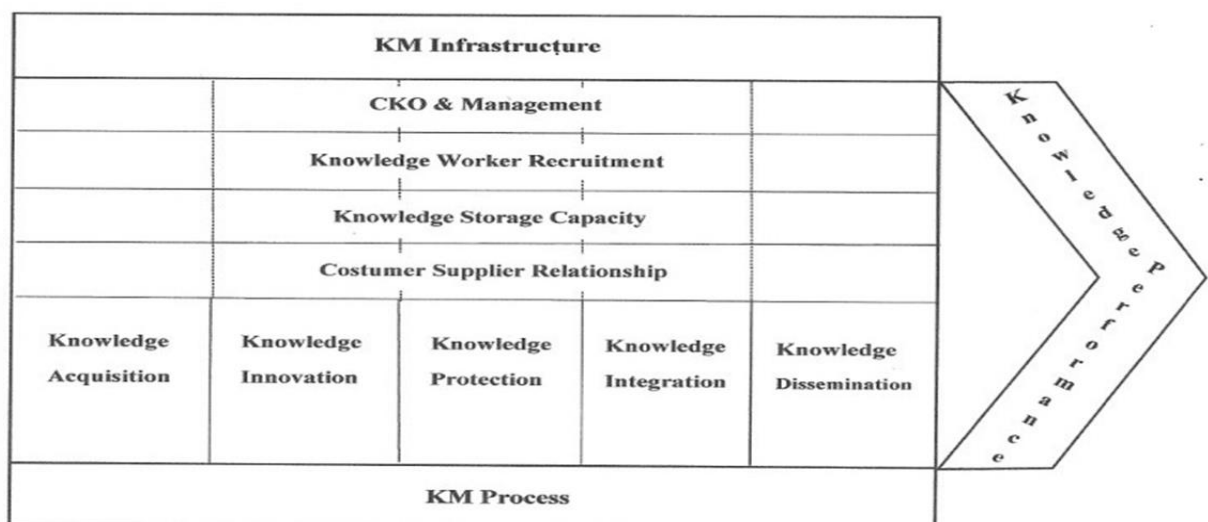 KM Infrastructure
CKO & Management
Knowledge Worker Recruitment
Knowledge Storage Capacity
Costumer Supplier Relationship
Knowledge
Acquisition
Knowledge
Innovation
Knowledge
Protection
Knowledge
Integration
Knowledge
Dissemination
KM Process
Knowledge Performance